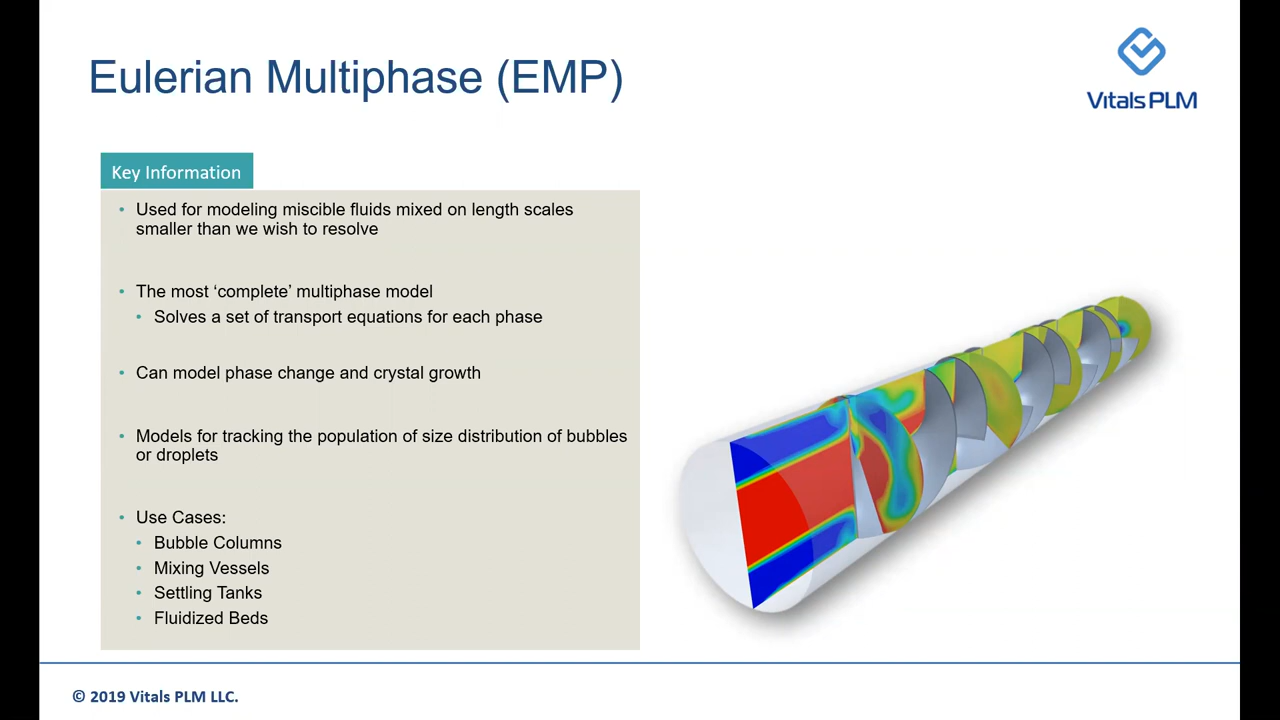 Eulerian Multiphase (EMP)
Vitals PLM
Key Information
• Used for modeling miscible fluids mixed on length scales
smaller than we wish to resolve
• The most ‘complete’ multiphase model
• Solves a set of transport equations for each phase
• Can model phase change and crystal growth
• Models for tracking the population of size distribution of bubbles
or droplets
• Use Cases:
• Bubble Columns
• Mixing Vessels
• Settling Tanks
• Fluidized Beds
© 2019 Vitals PLM LLC.